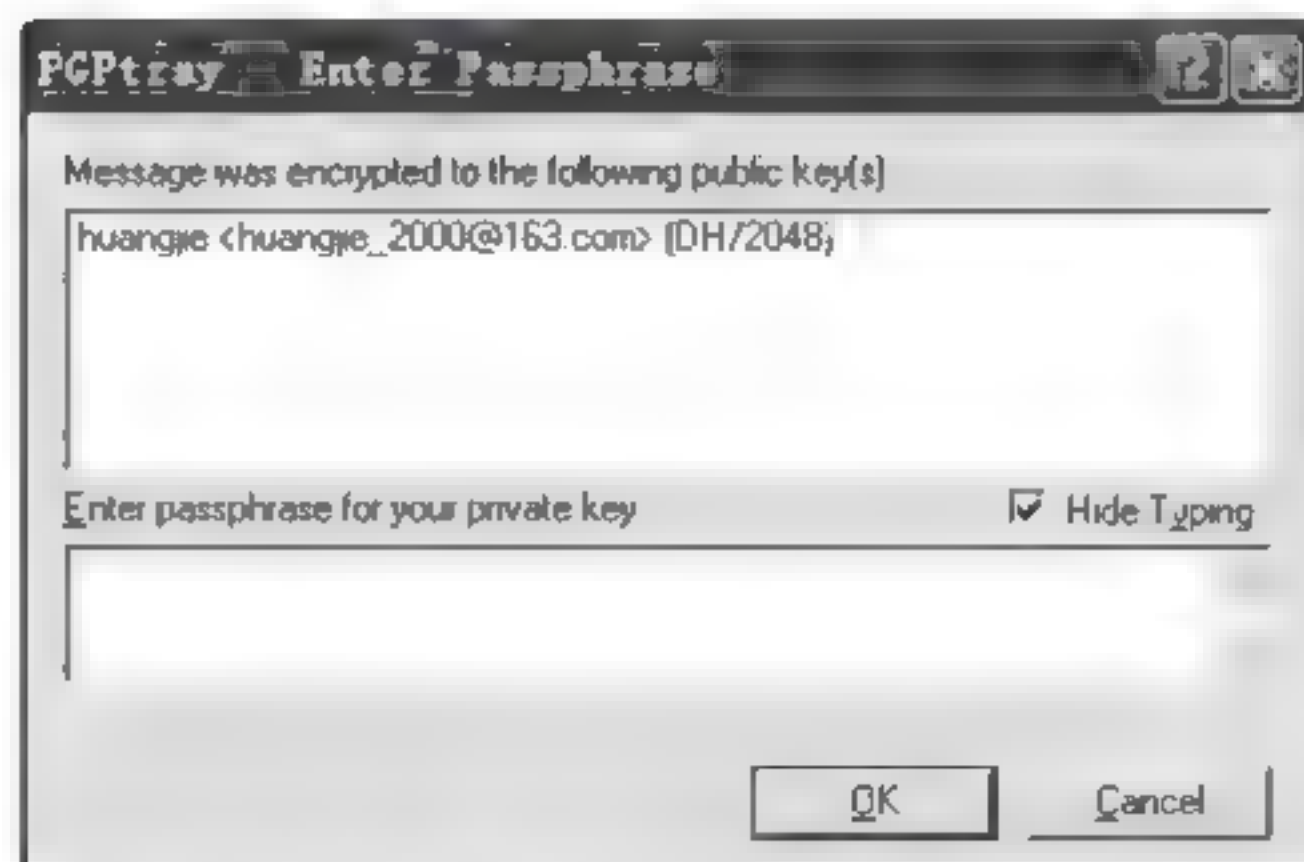 PGPtray - Enter Passphrase
Message was encrypted to the following public key(s)
huangjie <huangjie_2000@163.com> (DH/2048)
Enter passphrase for your private key
Hide Typing
OK
Cancel